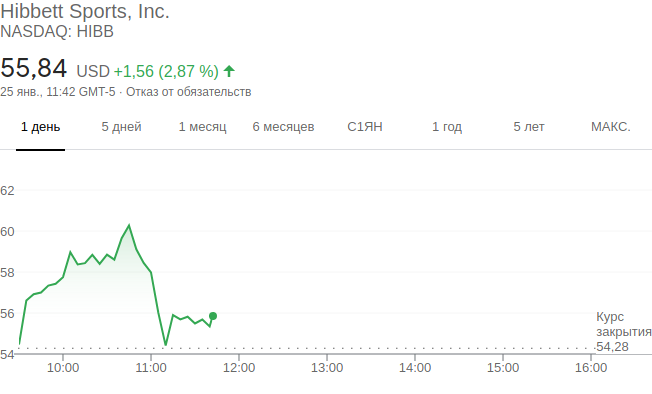 Hibbett Sports, Inc.
NASDAQ: HIBB
55,84 USD +1,56 (2,87 %)
25 янв., 11:42 GMT-5 · Отказ от обязательств
1 день 5 дней 1 месяц 6 месяцев С1ЯН 1 год 5 лет МАКС.
62
60
58
56
Курс
закрытия
54,28
54
10:00 11:00 12:00 13:00 14:00 15:00 16:00